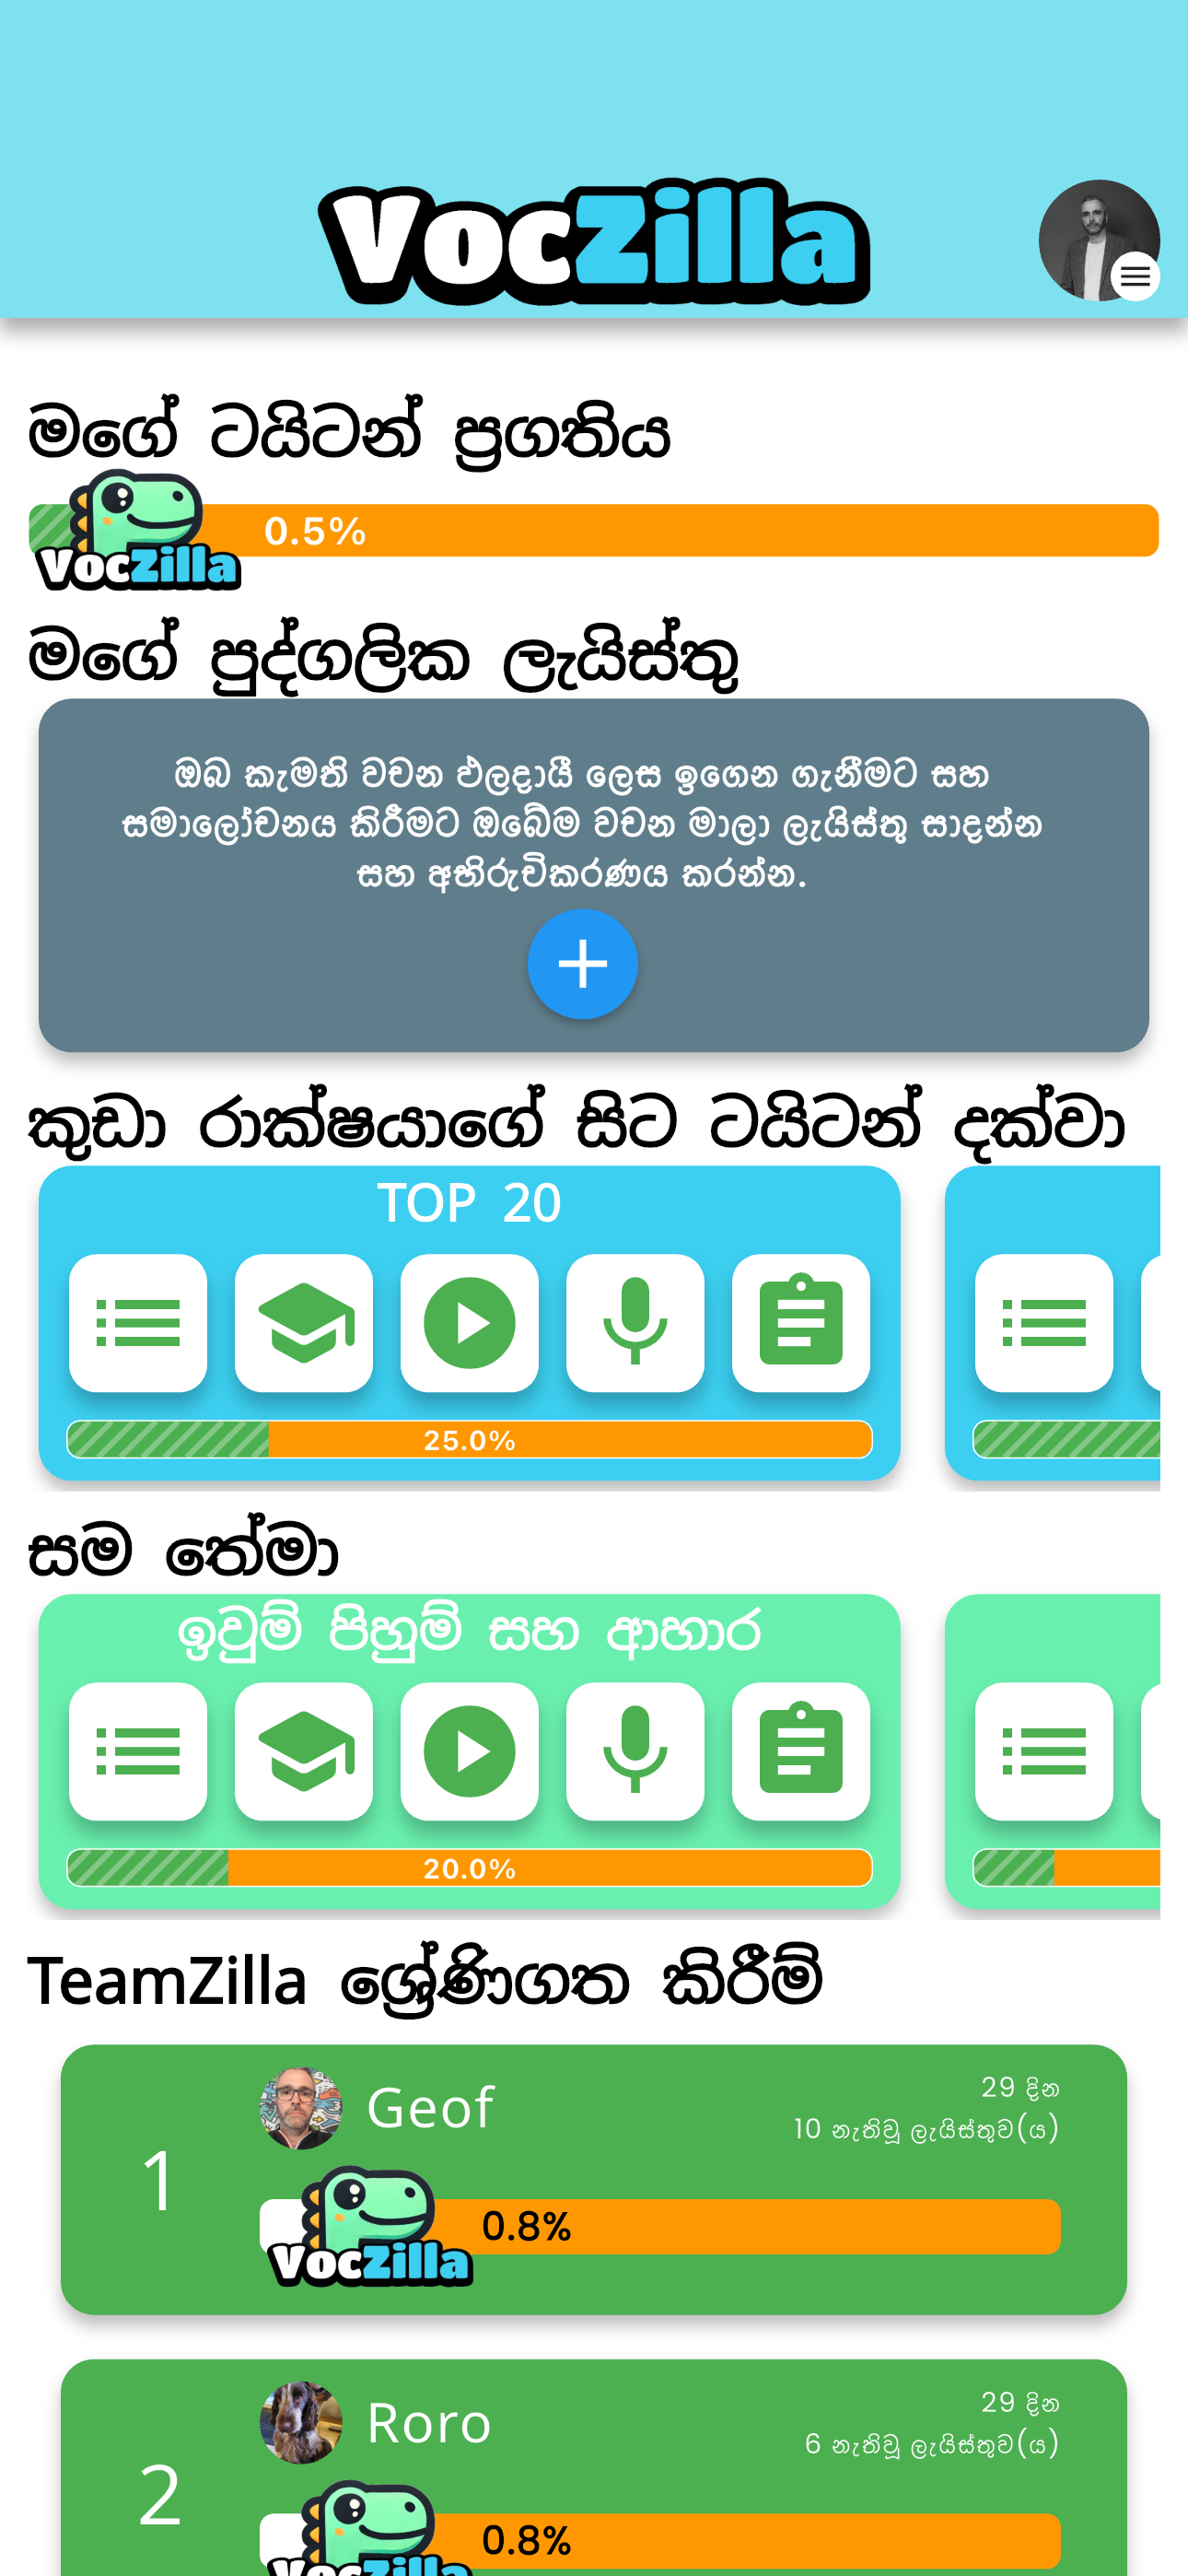 VocZilla
මගේ ටයිටන් ප්‍රගතිය
0.5%
VocZilla
මගේ පුද්ගලික ලැයිස්තු
ඔබ කැමති වචන ඵලදායී ලෙස ඉගෙන ගැනීමට සහ
සමාලෝචනය කිරීමට ඔබේම වචන මාලා ලැයිස්තු සාදන්න
සහ අභිරුචිකරණය කරන්න.
කුඩා රාක්ෂයාගේ සිට ටයිටන් දක්වා
TOP 20
25.0%
සම තේමා
ඉවුම් පිහුම් සහ ආහාර
20.0%
TeamZilla ශ්‍රේණිගත කිරීම්
1
Geof
29 දින
10 නැතිවූ ලැයිස්තුව(ය)
0.8%
VocZilla
2
Roro
29 දින
6 නැතිවූ ලැයිස්තුව(ය)
0.8%
VocZilla